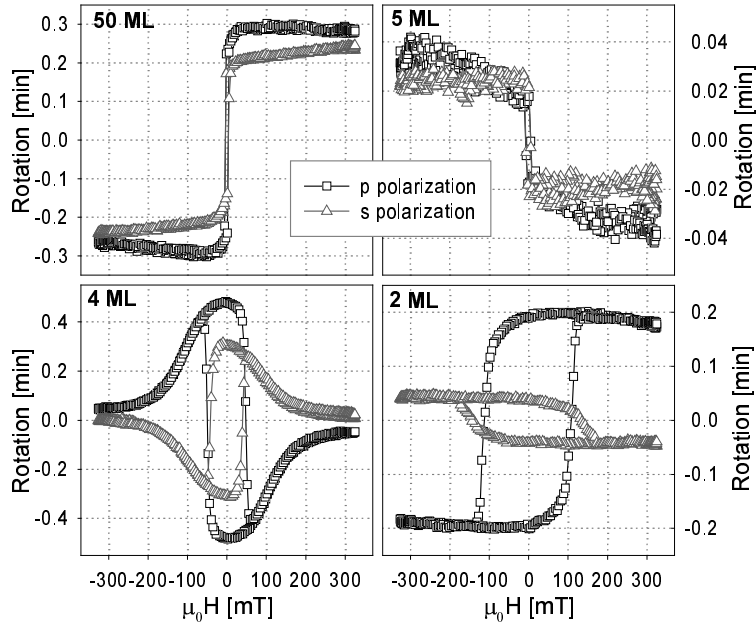 50 ML
5 ML
0.3
0.2
0.1
0.0
-0.1
-0.2
-0.3
Rotation [min]
0.04
0.02
0.00
-0.02
-0.04
Rotation [min]
p polarization
s polarization
4 ML
2 ML
0.4
0.2
0.0
-0.2
-0.4
Rotation [min]
0.2
0.1
0.0
-0.1
-0.2
Rotation [min]
-300 -200 -100 0 100 200 300
-300 -200 -100 0 100 200 300
μ₀H [mT]
μ₀H [mT]